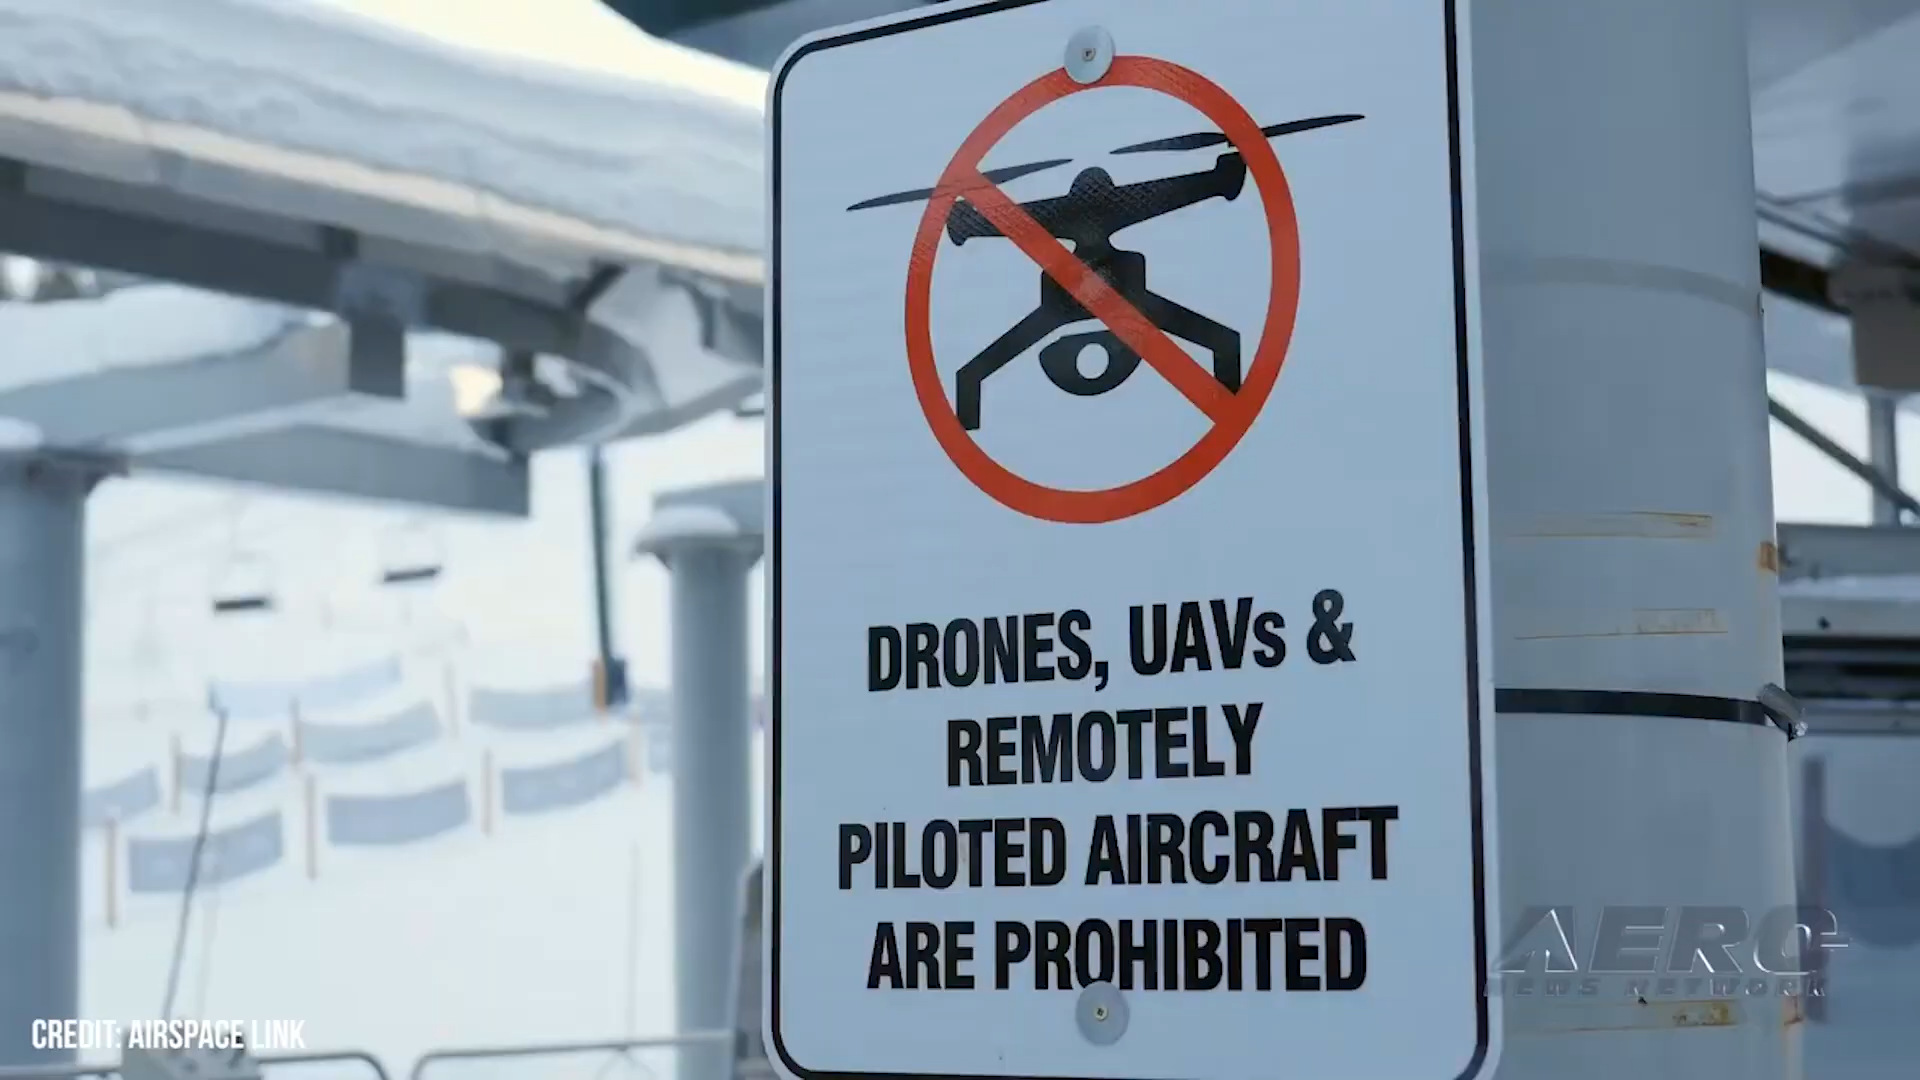 DRONES, UAVs &
REMOTELY
PILOTED AIRCRAFT
ARE PROHIBITED
AERO
NEWS NETWORK
CREDIT: AIRSPACE LINK